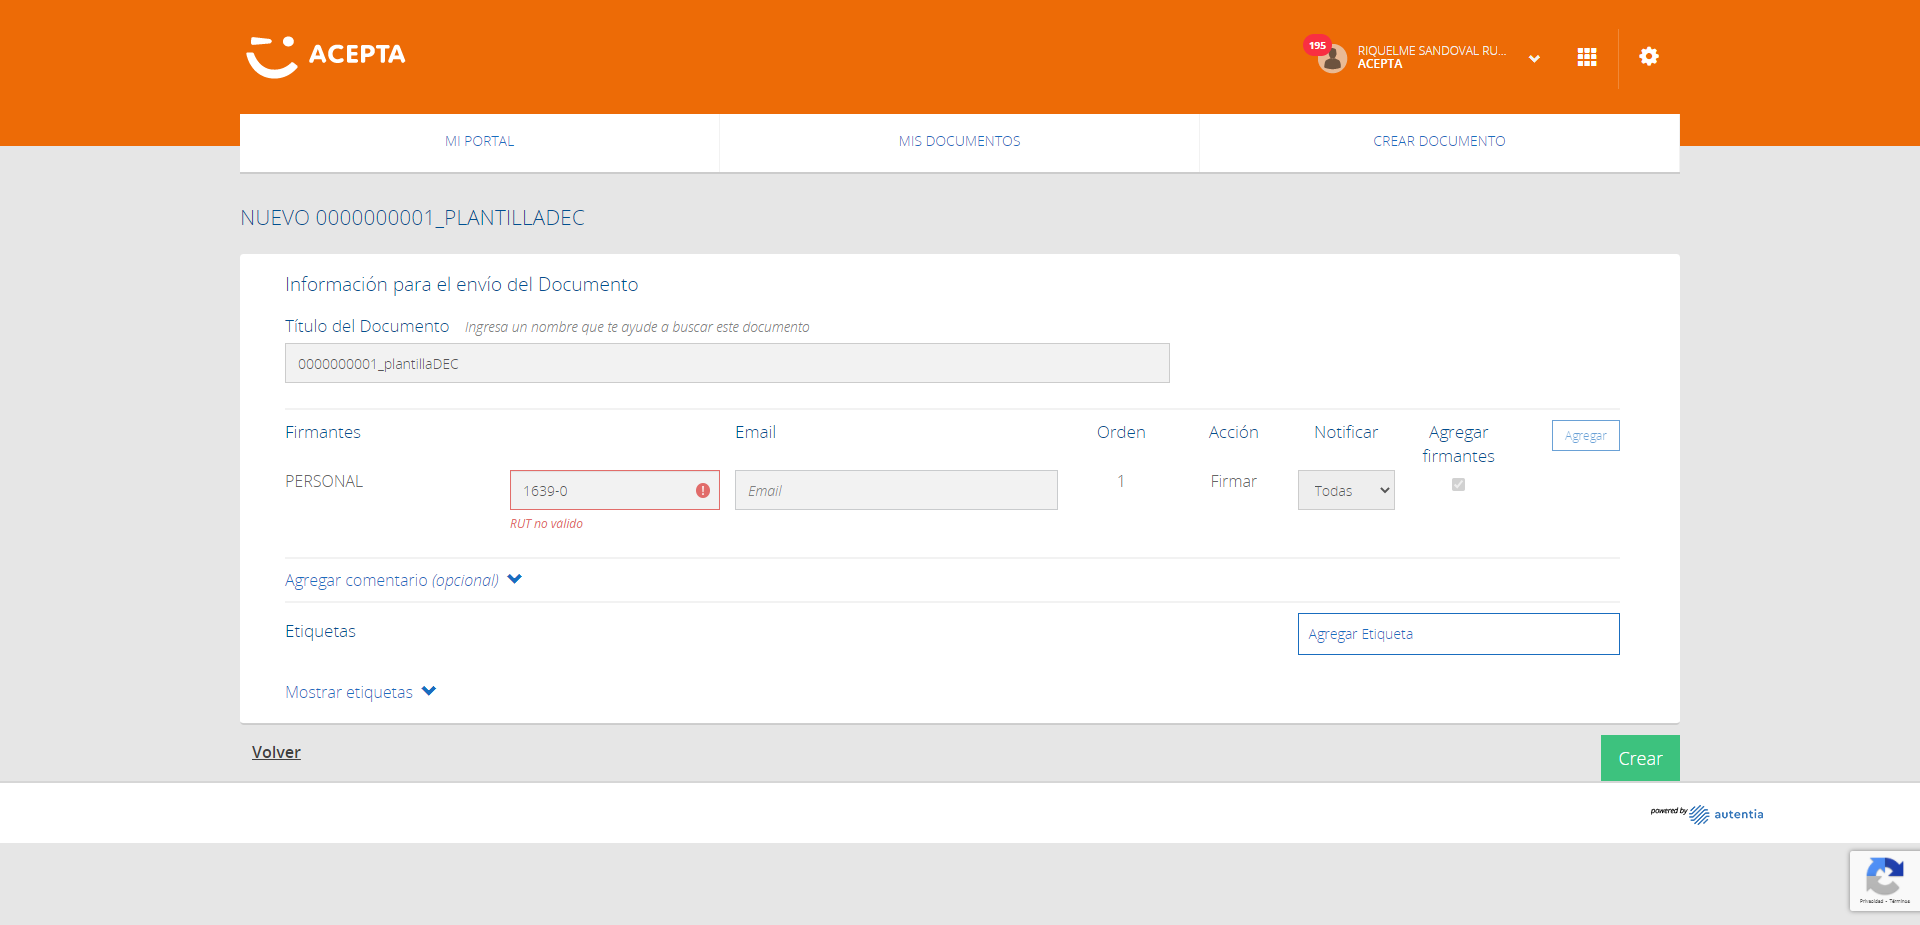 ACEPTA
195
RIQUELME SANDOVAL RU...
ACEPTA
MI PORTAL
MIS DOCUMENTOS
CREAR DOCUMENTO
NUEVO 0000000001_PLANTILLADEC
Información para el envío del Documento
Título del Documento Ingresa un nombre que te ayude a buscar este documento
0000000001_plantillaDEC
Firmantes Email Orden Acción Notificar Agregar firmantes Agregar
PERSONAL 1639-0 Email 1 Firmar Todas
RUT no valido
Agregar comentario (opcional)
Etiquetas Agregar Etiqueta
Mostrar etiquetas
Volver Crear
powered by autentia
Privacidad - Términos